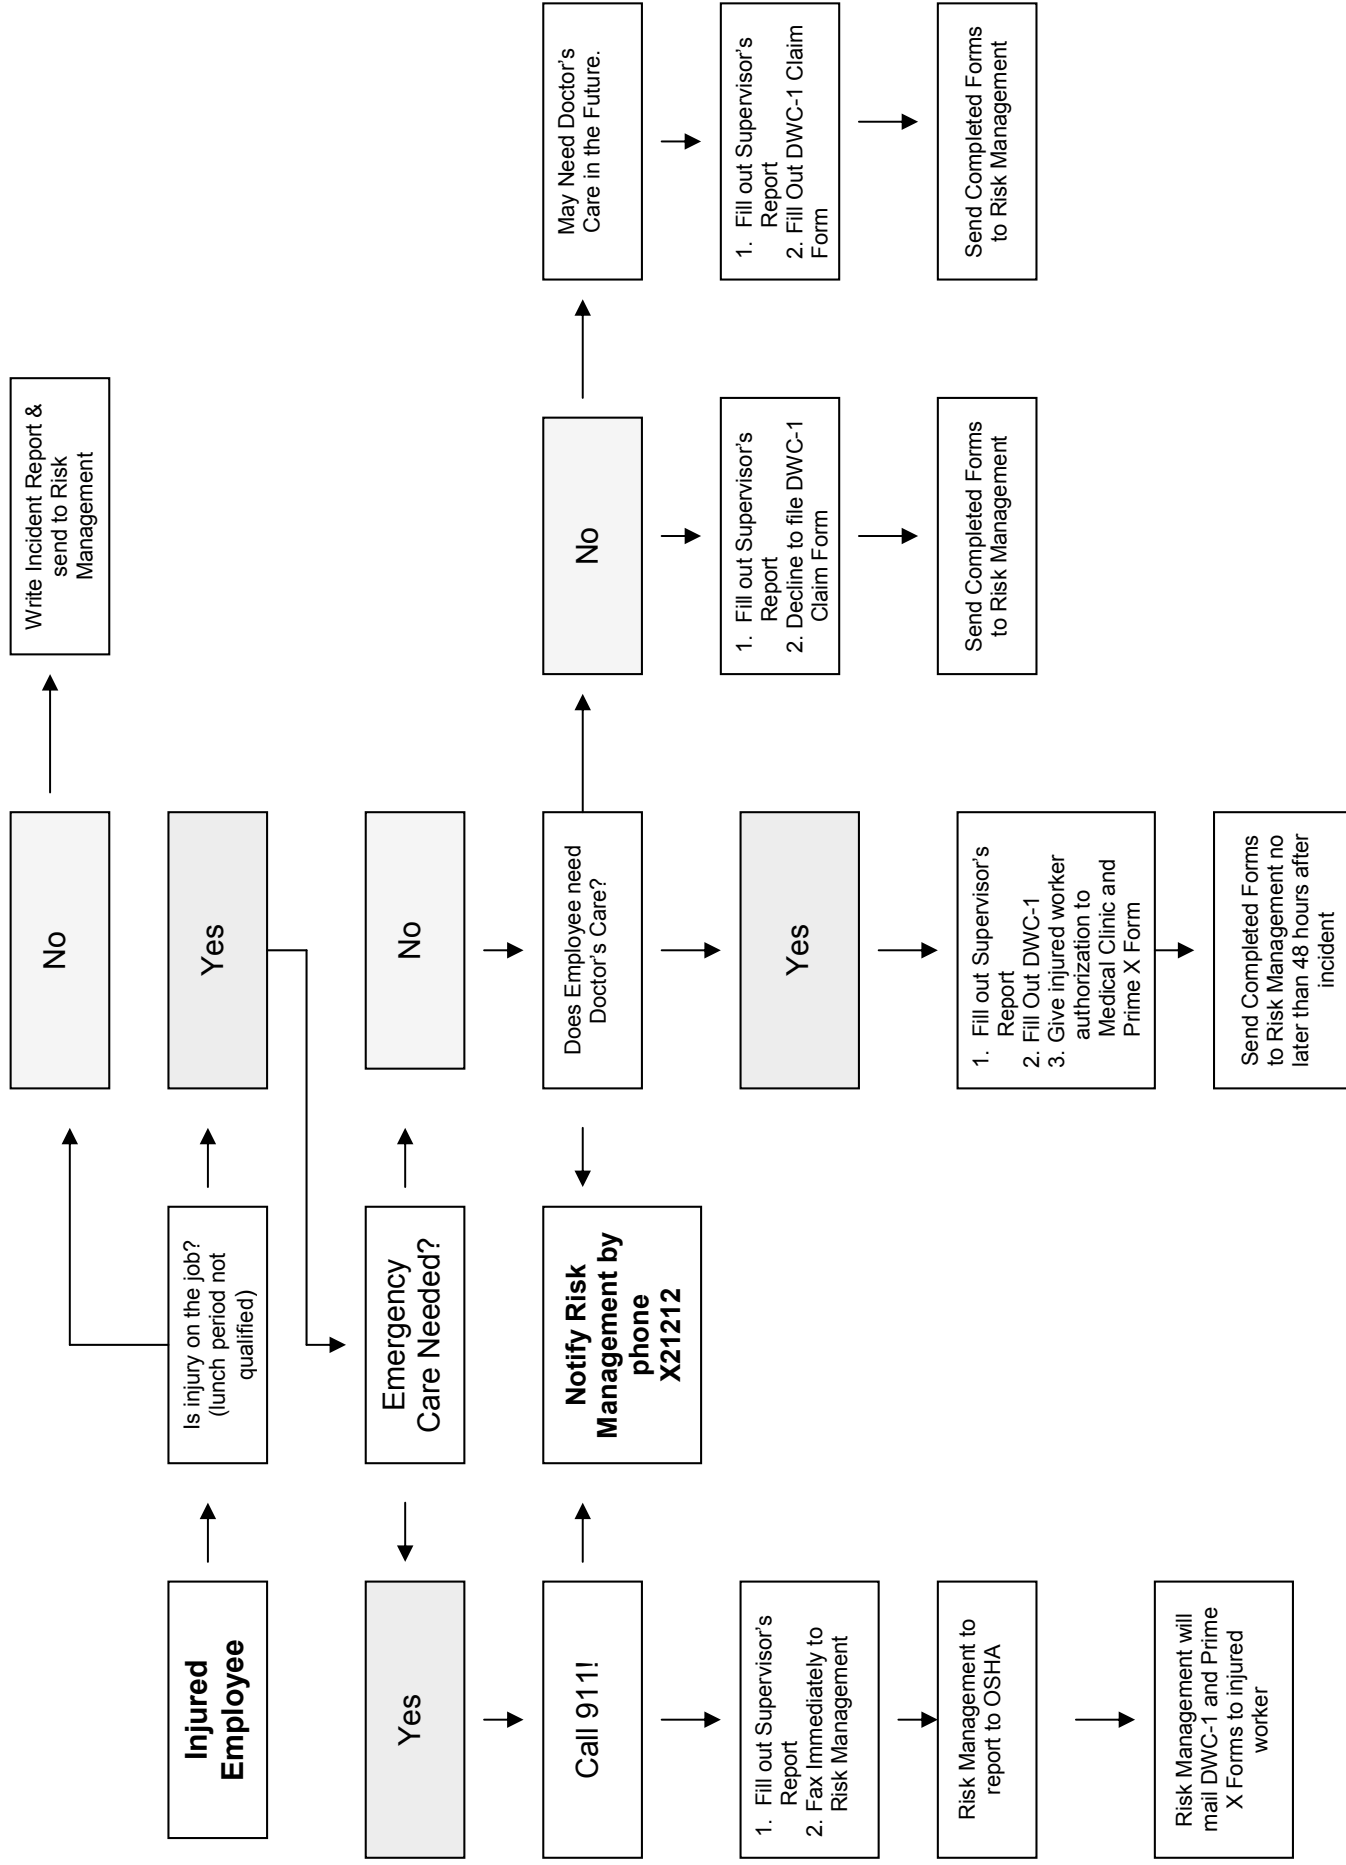 No
Write Incident Report &
send to Risk
Management
Injured
Employee
Is injury on the job?
(lunch period not
qualified)
Yes
Yes
Emergency
Care Needed?
No
Call 911!
Notify Risk
Management by
phone
X21212
Does Employee need
Doctor's Care?
No
May Need Doctor's
Care in the Future.
1. Fill out Supervisor's
Report
2. Fax Immediately to
Risk Management
Yes
1. Fill out Supervisor's
Report
2. Decline to file DWC-1
Claim Form
1. Fill out Supervisor's
Report
2. Fill Out DWC-1 Claim
Form
Risk Management to
report to OSHA
1. Fill out Supervisor's
Report
2. Fill Out DWC-1
3. Give injured worker
authorization to
Medical Clinic and
Prime X Form
Send Completed Forms
to Risk Management
Send Completed Forms
to Risk Management
Risk Management will
mail DWC-1 and Prime
X Forms to injured
worker
Send Completed Forms
to Risk Management no
later than 48 hours after
incident